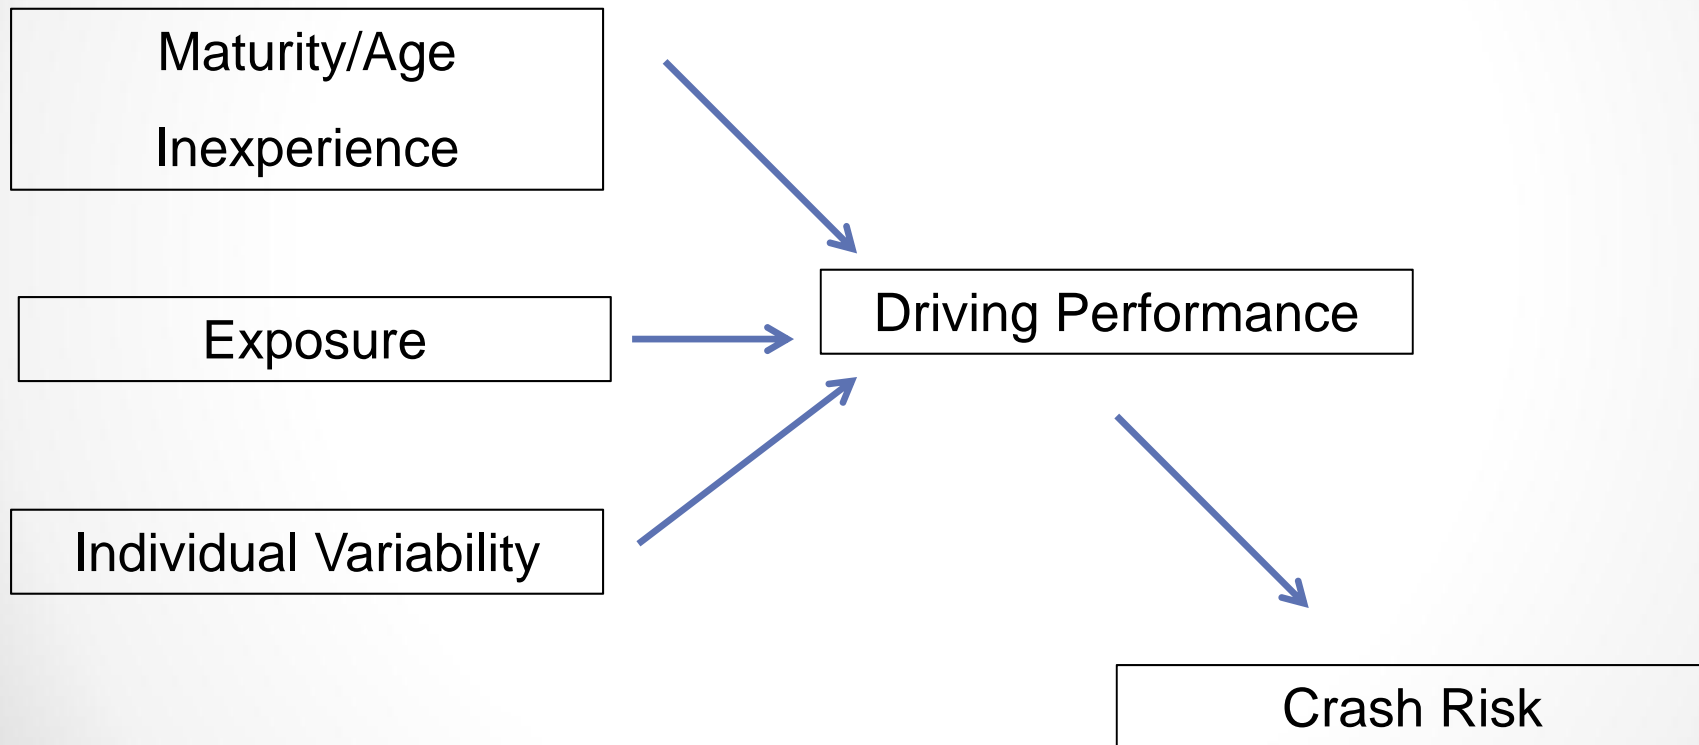 Maturity/Age
Inexperience
Exposure
Driving Performance
Individual Variability
Crash Risk